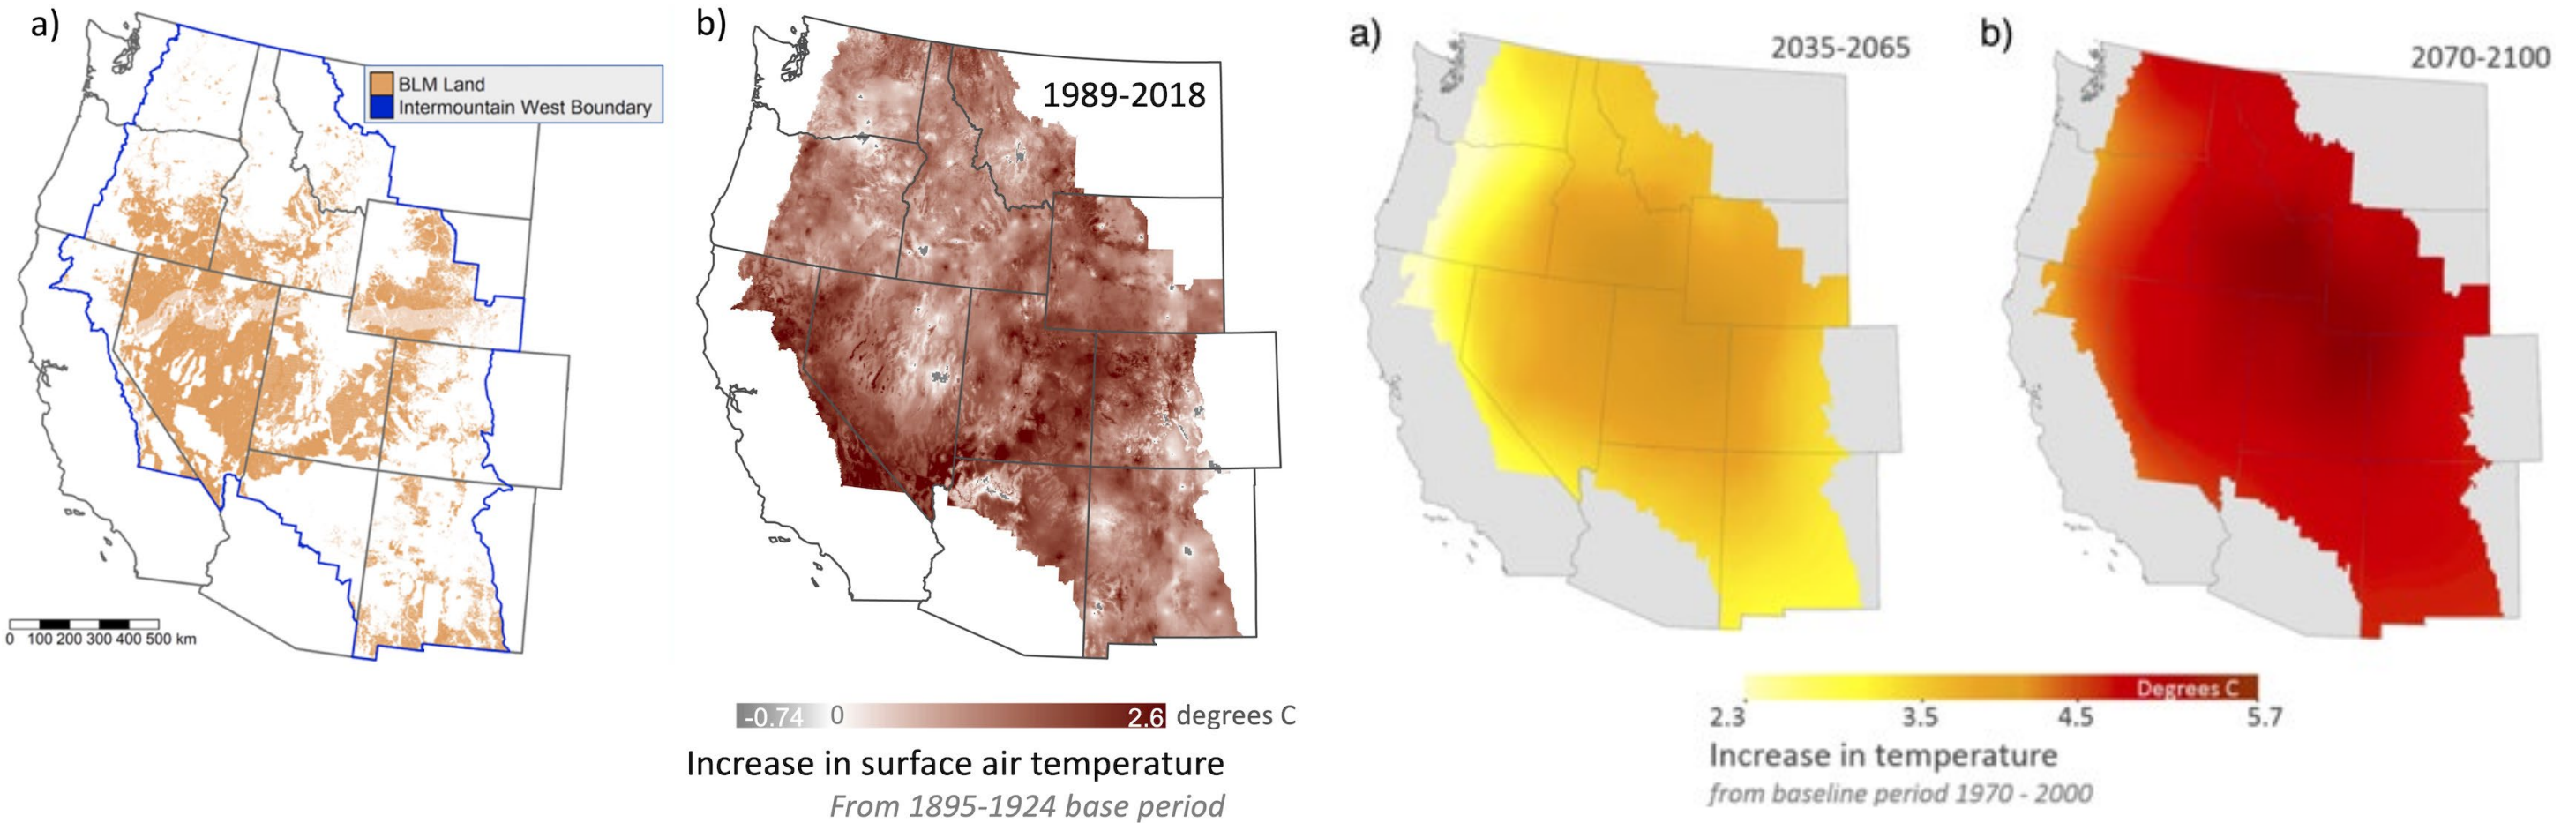 a)
BLM Land
Intermountain West Boundary
0 100 200 300 400 500 km
b)
1989-2018
-0.74 0 2.6 degrees C
Increase in surface air temperature
From 1895-1924 base period
a)
2035-2065
b)
2070-2100
Degrees C
2.3 3.5 4.5 5.7
Increase in temperature
from baseline period 1970 - 2000